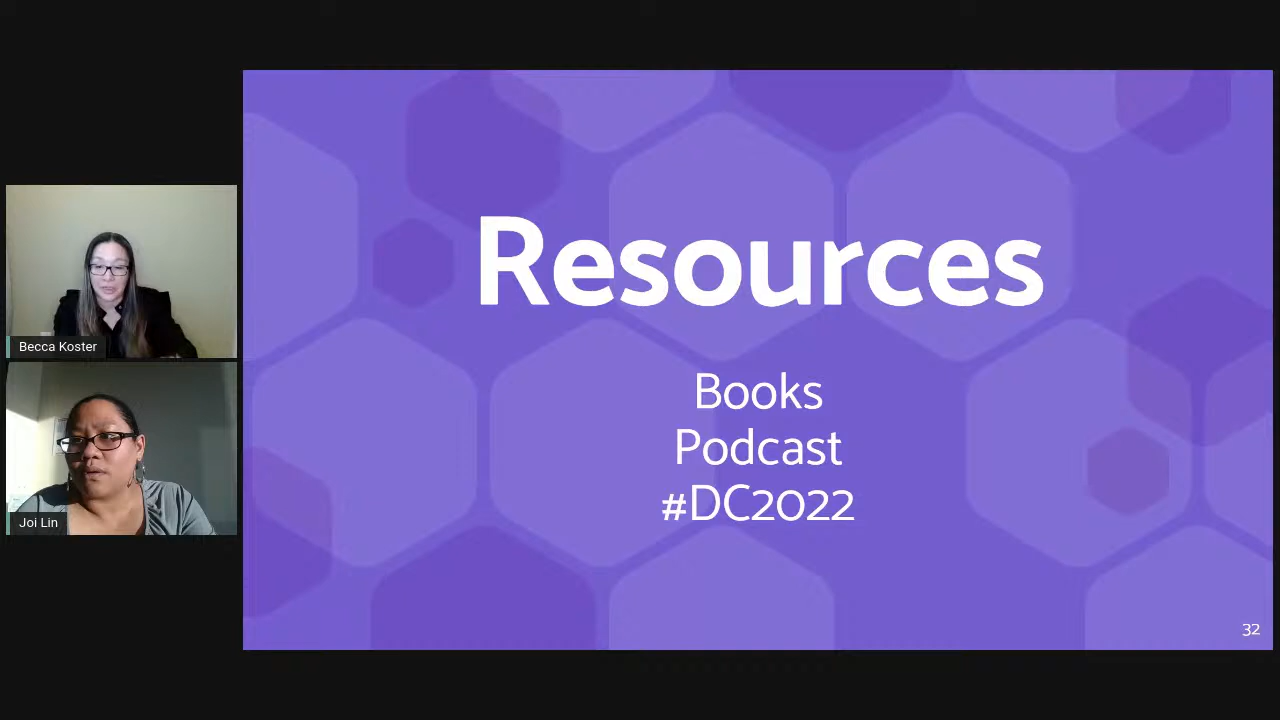 Becca Koster
Joi Lin
Resources
Books
Podcast
#DC2022
32